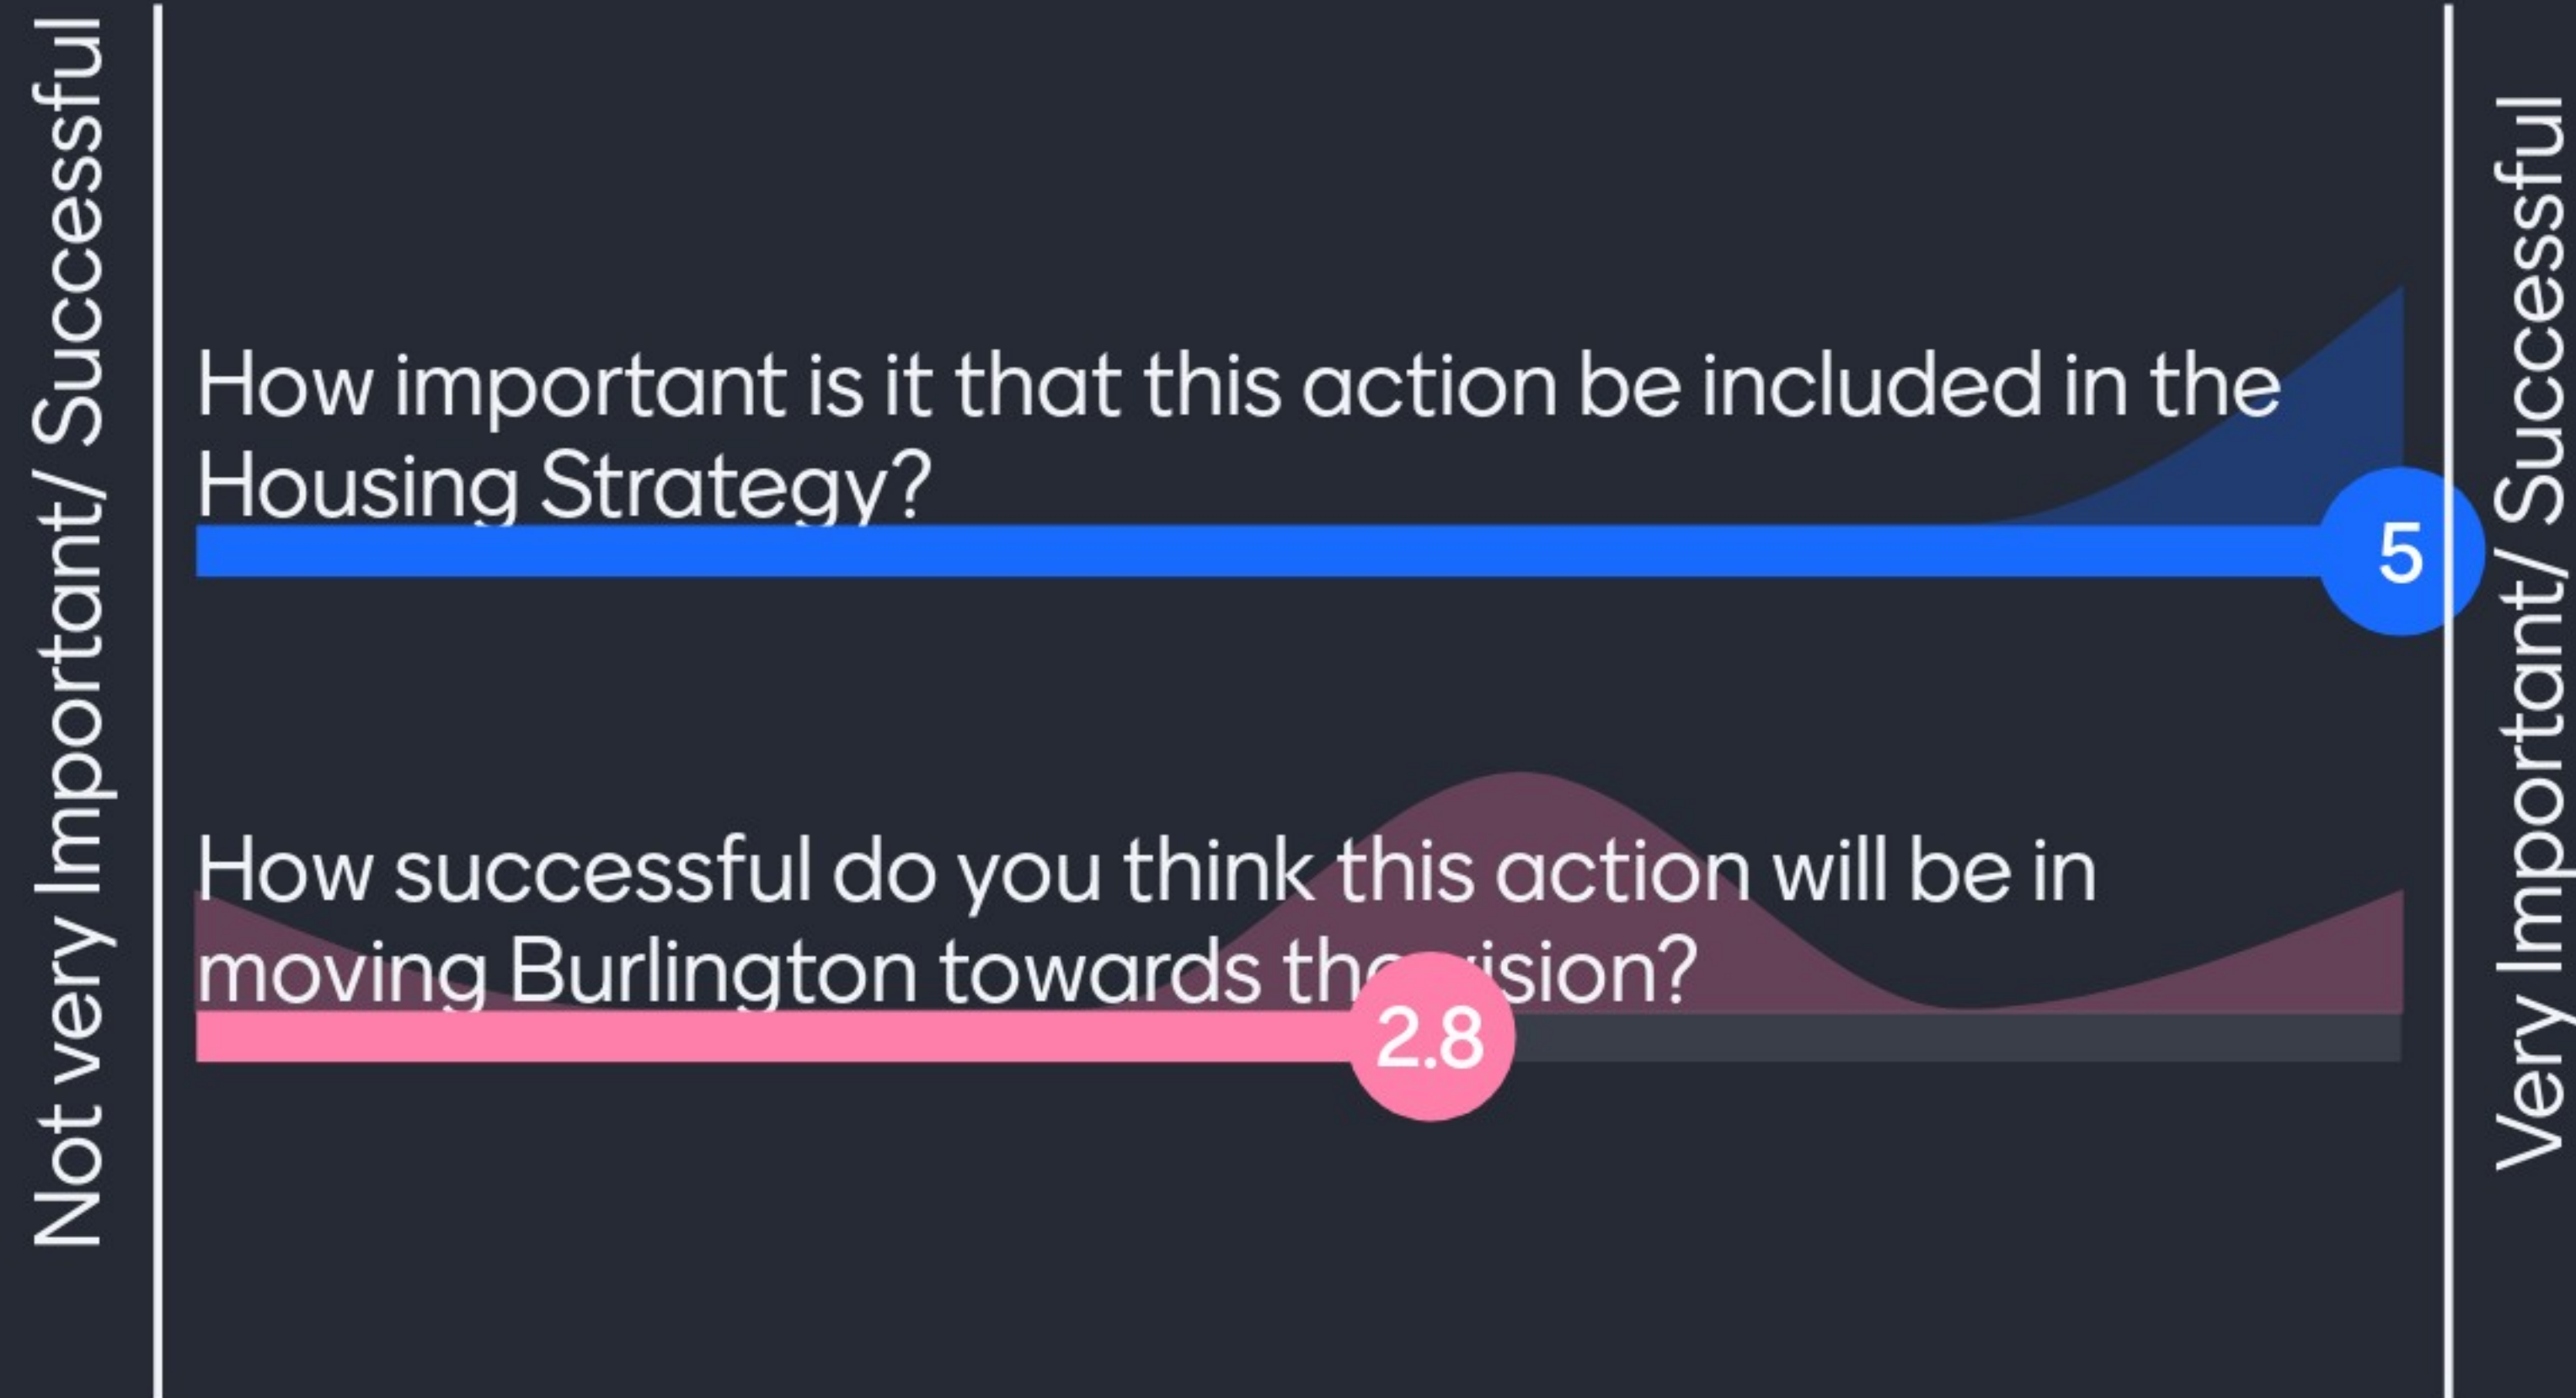 Not very Important/ Successful
How important is it that this action be included in the
Housing Strategy?
5
How successful do you think this action will be in
moving Burlington towards the vision?
2.8
Very Important/ Successful